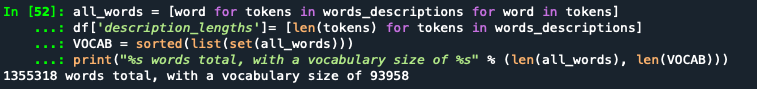 In [52]: all_words = [word for tokens in words_descriptions for word in tokens]
    ...: df['description_lengths']= [len(tokens) for tokens in words_descriptions]
    ...: VOCAB = sorted(list(set(all_words)))
    ...: print("%s words total, with a vocabulary size of %s" % (len(all_words), len(VOCAB)))
1355318 words total, with a vocabulary size of 93958